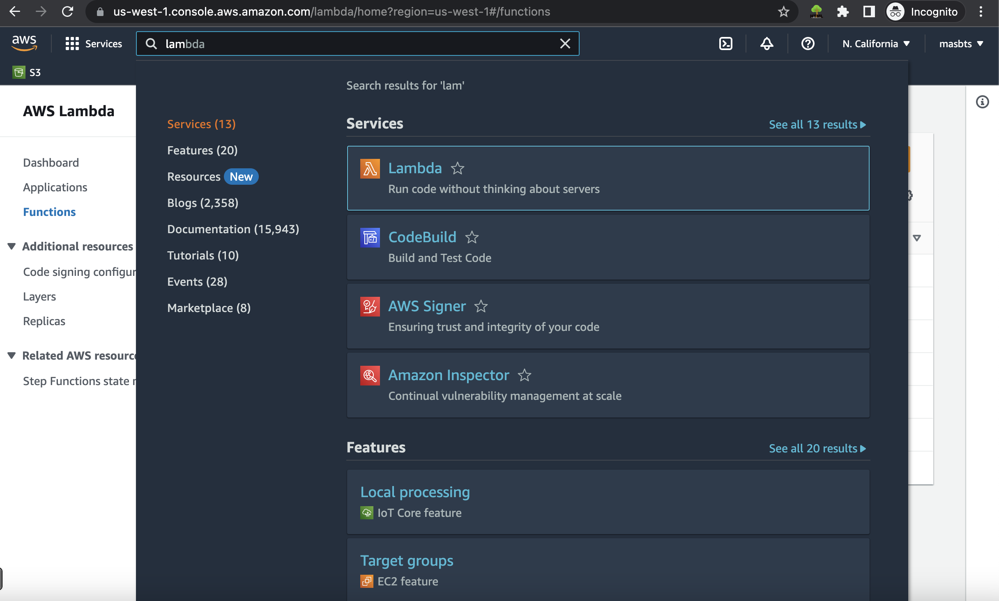 us-west-1.console.aws.amazon.com/lambda/home?region=us-west-1#/functions
HTML
Incognito
aws
Services
lambda
N. California
masbts
S3
AWS Lambda
Dashboard
Applications
Functions
Additional resources
Code signing configur
Layers
Replicas
Related AWS resourc
Step Functions state
Search results for 'lam'
Services (13)
Features (20)
Resources New
Blogs (2,358)
Documentation (15,943)
Tutorials (10)
Events (28)
Marketplace (8)
Services
See all 13 results
Lambda
Run code without thinking about servers
CodeBuild
Build and Test Code
AWS Signer
Ensuring trust and integrity of your code
Amazon Inspector
Continual vulnerability management at scale
Features
See all 20 results
Local processing
IoT Core feature
Target groups
EC2 feature